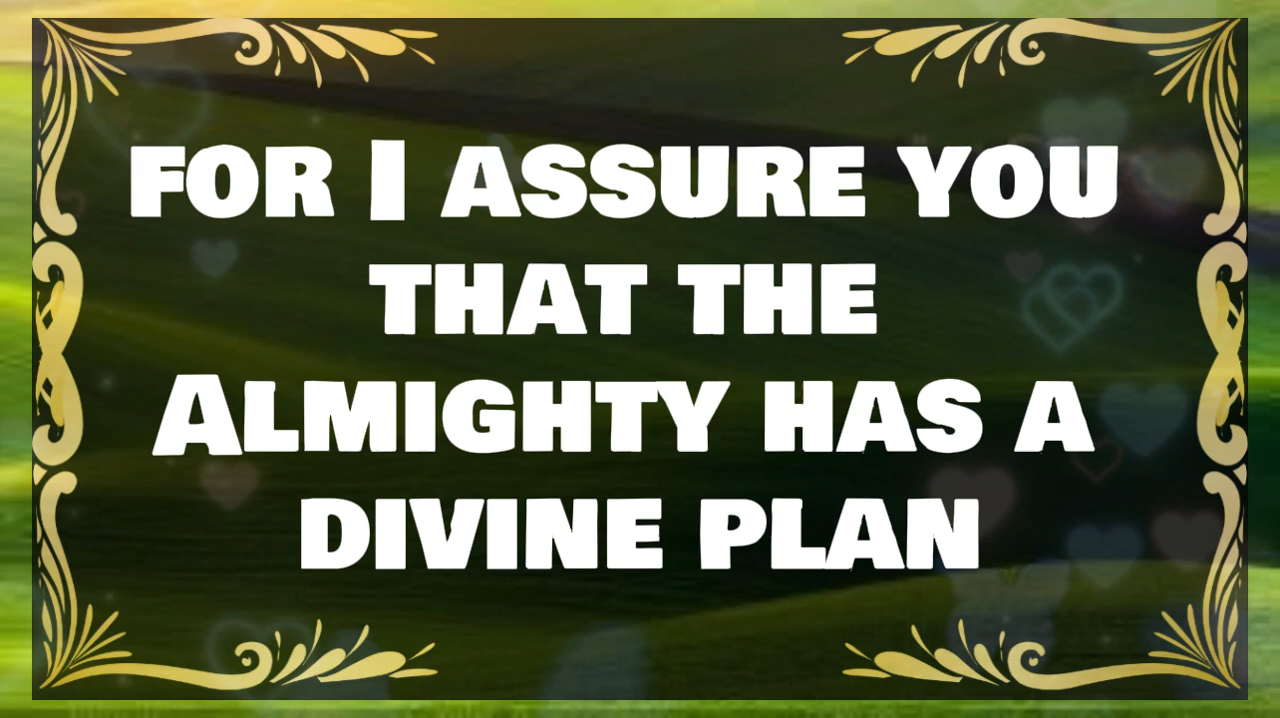 FOR I ASSURE YOU
THAT THE
ALMIGHTY HAS A
DIVINE PLAN